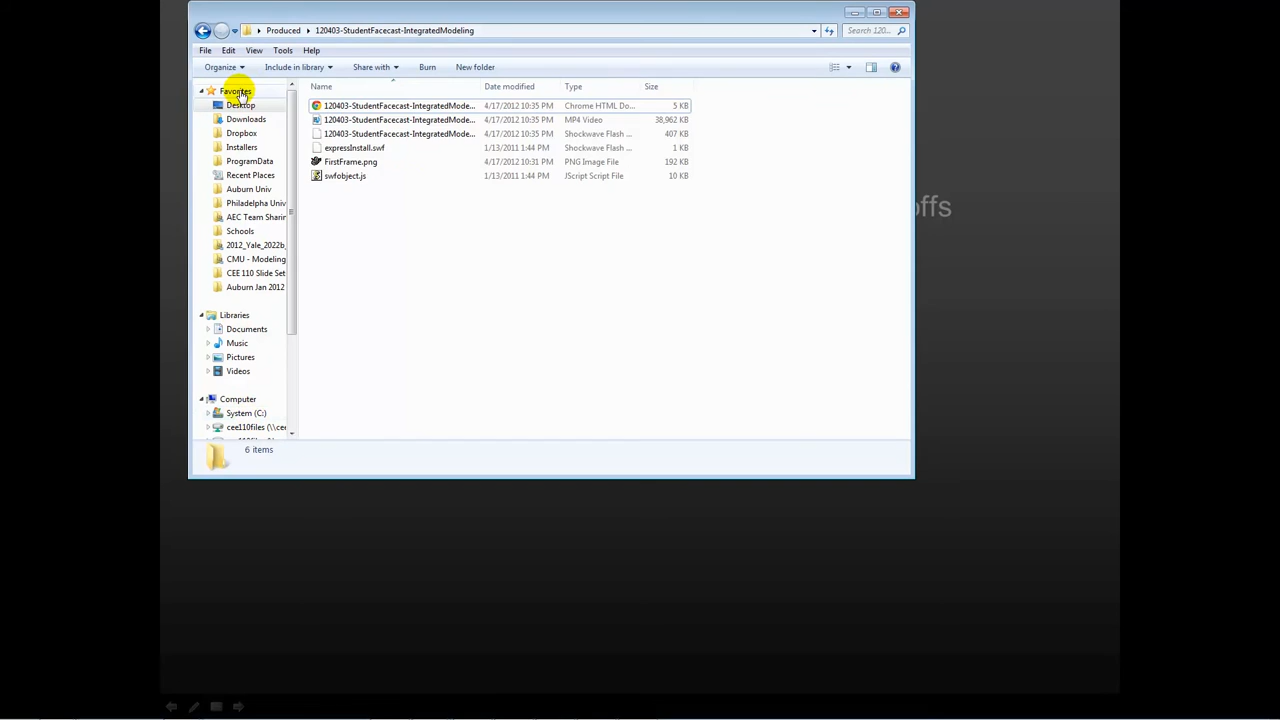 Produced 120403-StudentFacecast-IntegratedModeling Search 120...
File Edit View Tools Help
Organize Include in library Share with Burn New folder
Name Date modified Type Size
Favorites
Desktop
Downloads
Dropbox
Installers
ProgramData
Recent Places
Auburn Univ
Philadelpha Univ
AEC Team Sharin
Schools
2012_Yale_2022b_
CMU - Modeling
CEE 110 Slide Set
Auburn Jan 2012
Libraries
Documents
Music
Pictures
Videos
Computer
System (C:)
cee110files (\\cee
120403-StudentFacecast-IntegratedMode... 4/17/2012 10:35 PM Chrome HTML Do... 5 KB
120403-StudentFacecast-IntegratedMode... 4/17/2012 10:35 PM MP4 Video 38,962 KB
120403-StudentFacecast-IntegratedMode... 4/17/2012 10:35 PM Shockwave Flash ... 407 KB
expressInstall.swf 1/13/2011 1:44 PM Shockwave Flash ... 1 KB
FirstFrame.png 4/17/2012 10:31 PM PNG Image File 192 KB
swfobject.js 1/13/2011 1:44 PM JScript Script File 10 KB
offs
6 items